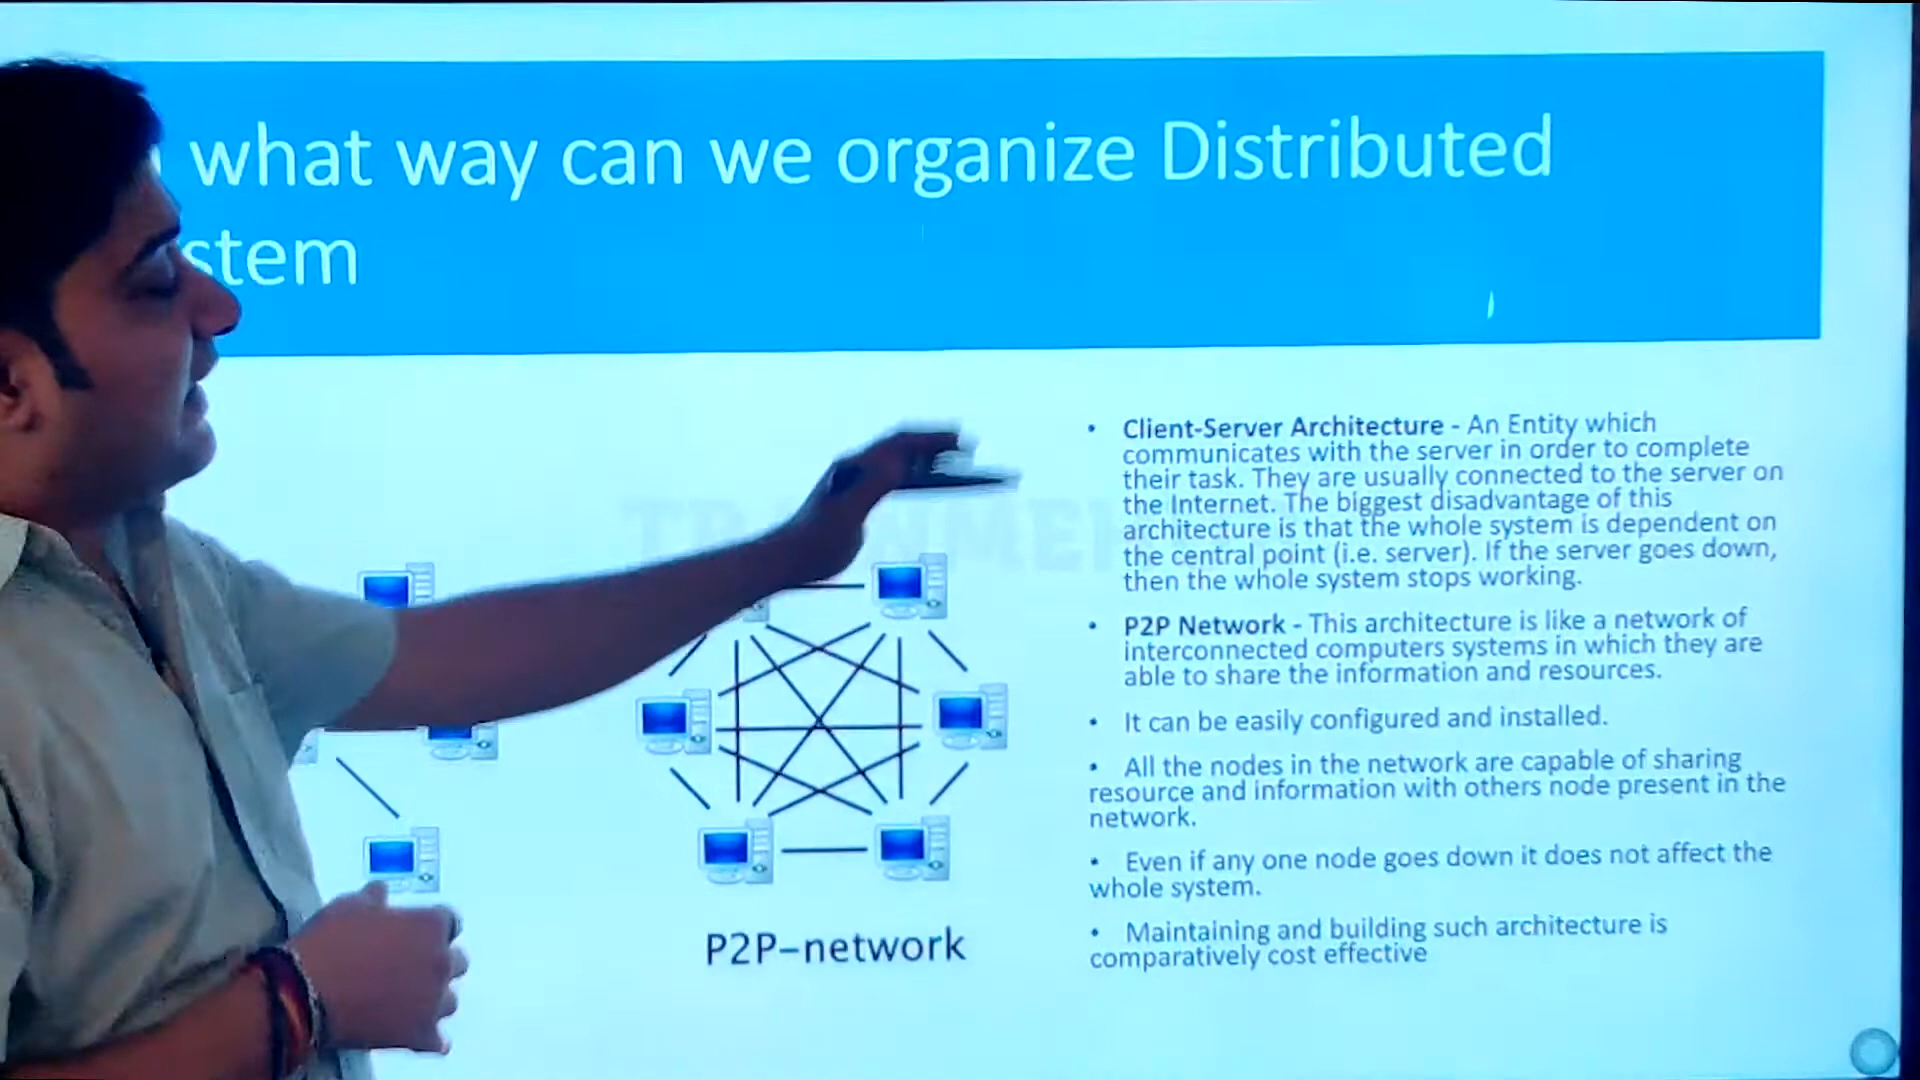 what way can we organize Distributed
stem
Client-Server Architecture - An Entity which
communicates with the server in order to complete
their task. They are usually connected to the server on
the Internet. The biggest disadvantage of this
architecture is that the whole system is dependent on
the central point (i.e. server). If the server goes down,
then the whole system stops working.
P2P Network - This architecture is like a network of
interconnected computers systems in which they are
able to share the information and resources.
It can be easily configured and installed.
All the nodes in the network are capable of sharing
resource and information with others node present in the
network.
Even if any one node goes down it does not affect the
whole system.
Maintaining and building such architecture is
comparatively cost effective
P2P-network